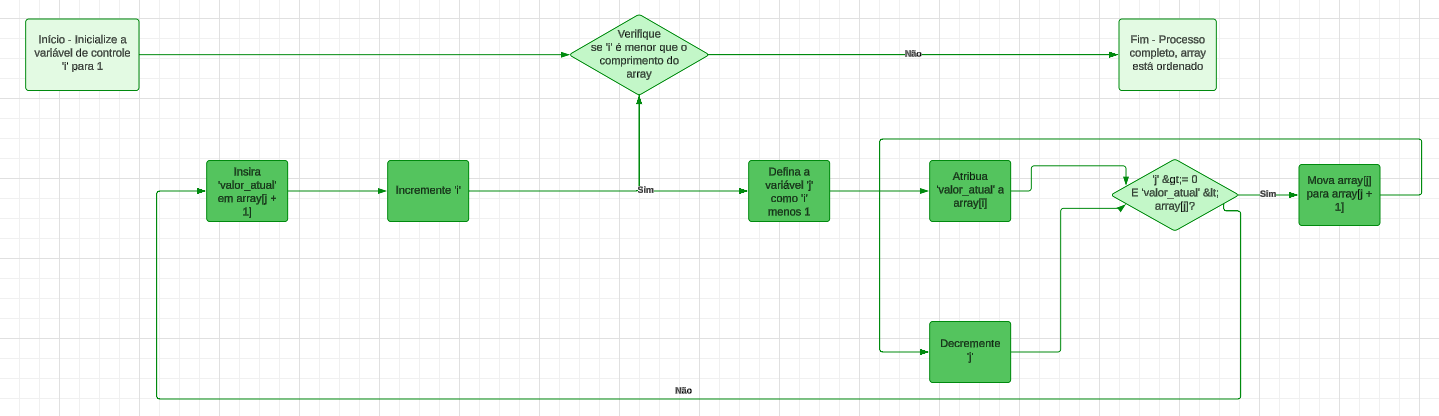 Início - Inicialize a
variável de controle
'i' para 1
Verifique
se 'i' é menor que o
comprimento do
array
Não
Fim - Processo
completo, array
está ordenado
Insira
'valor_atual'
em array[j +
1]
Incremente 'i'
Sim
Defina a
variável 'j'
como 'i'
menos 1
Atribua
'valor_atual' a
array[i]
'j' &gt;= 0
E 'valor_atual' &lt;
array[j]?
Sim
Mova array[j]
para array[j +
1]
Decremente
'j'
Não